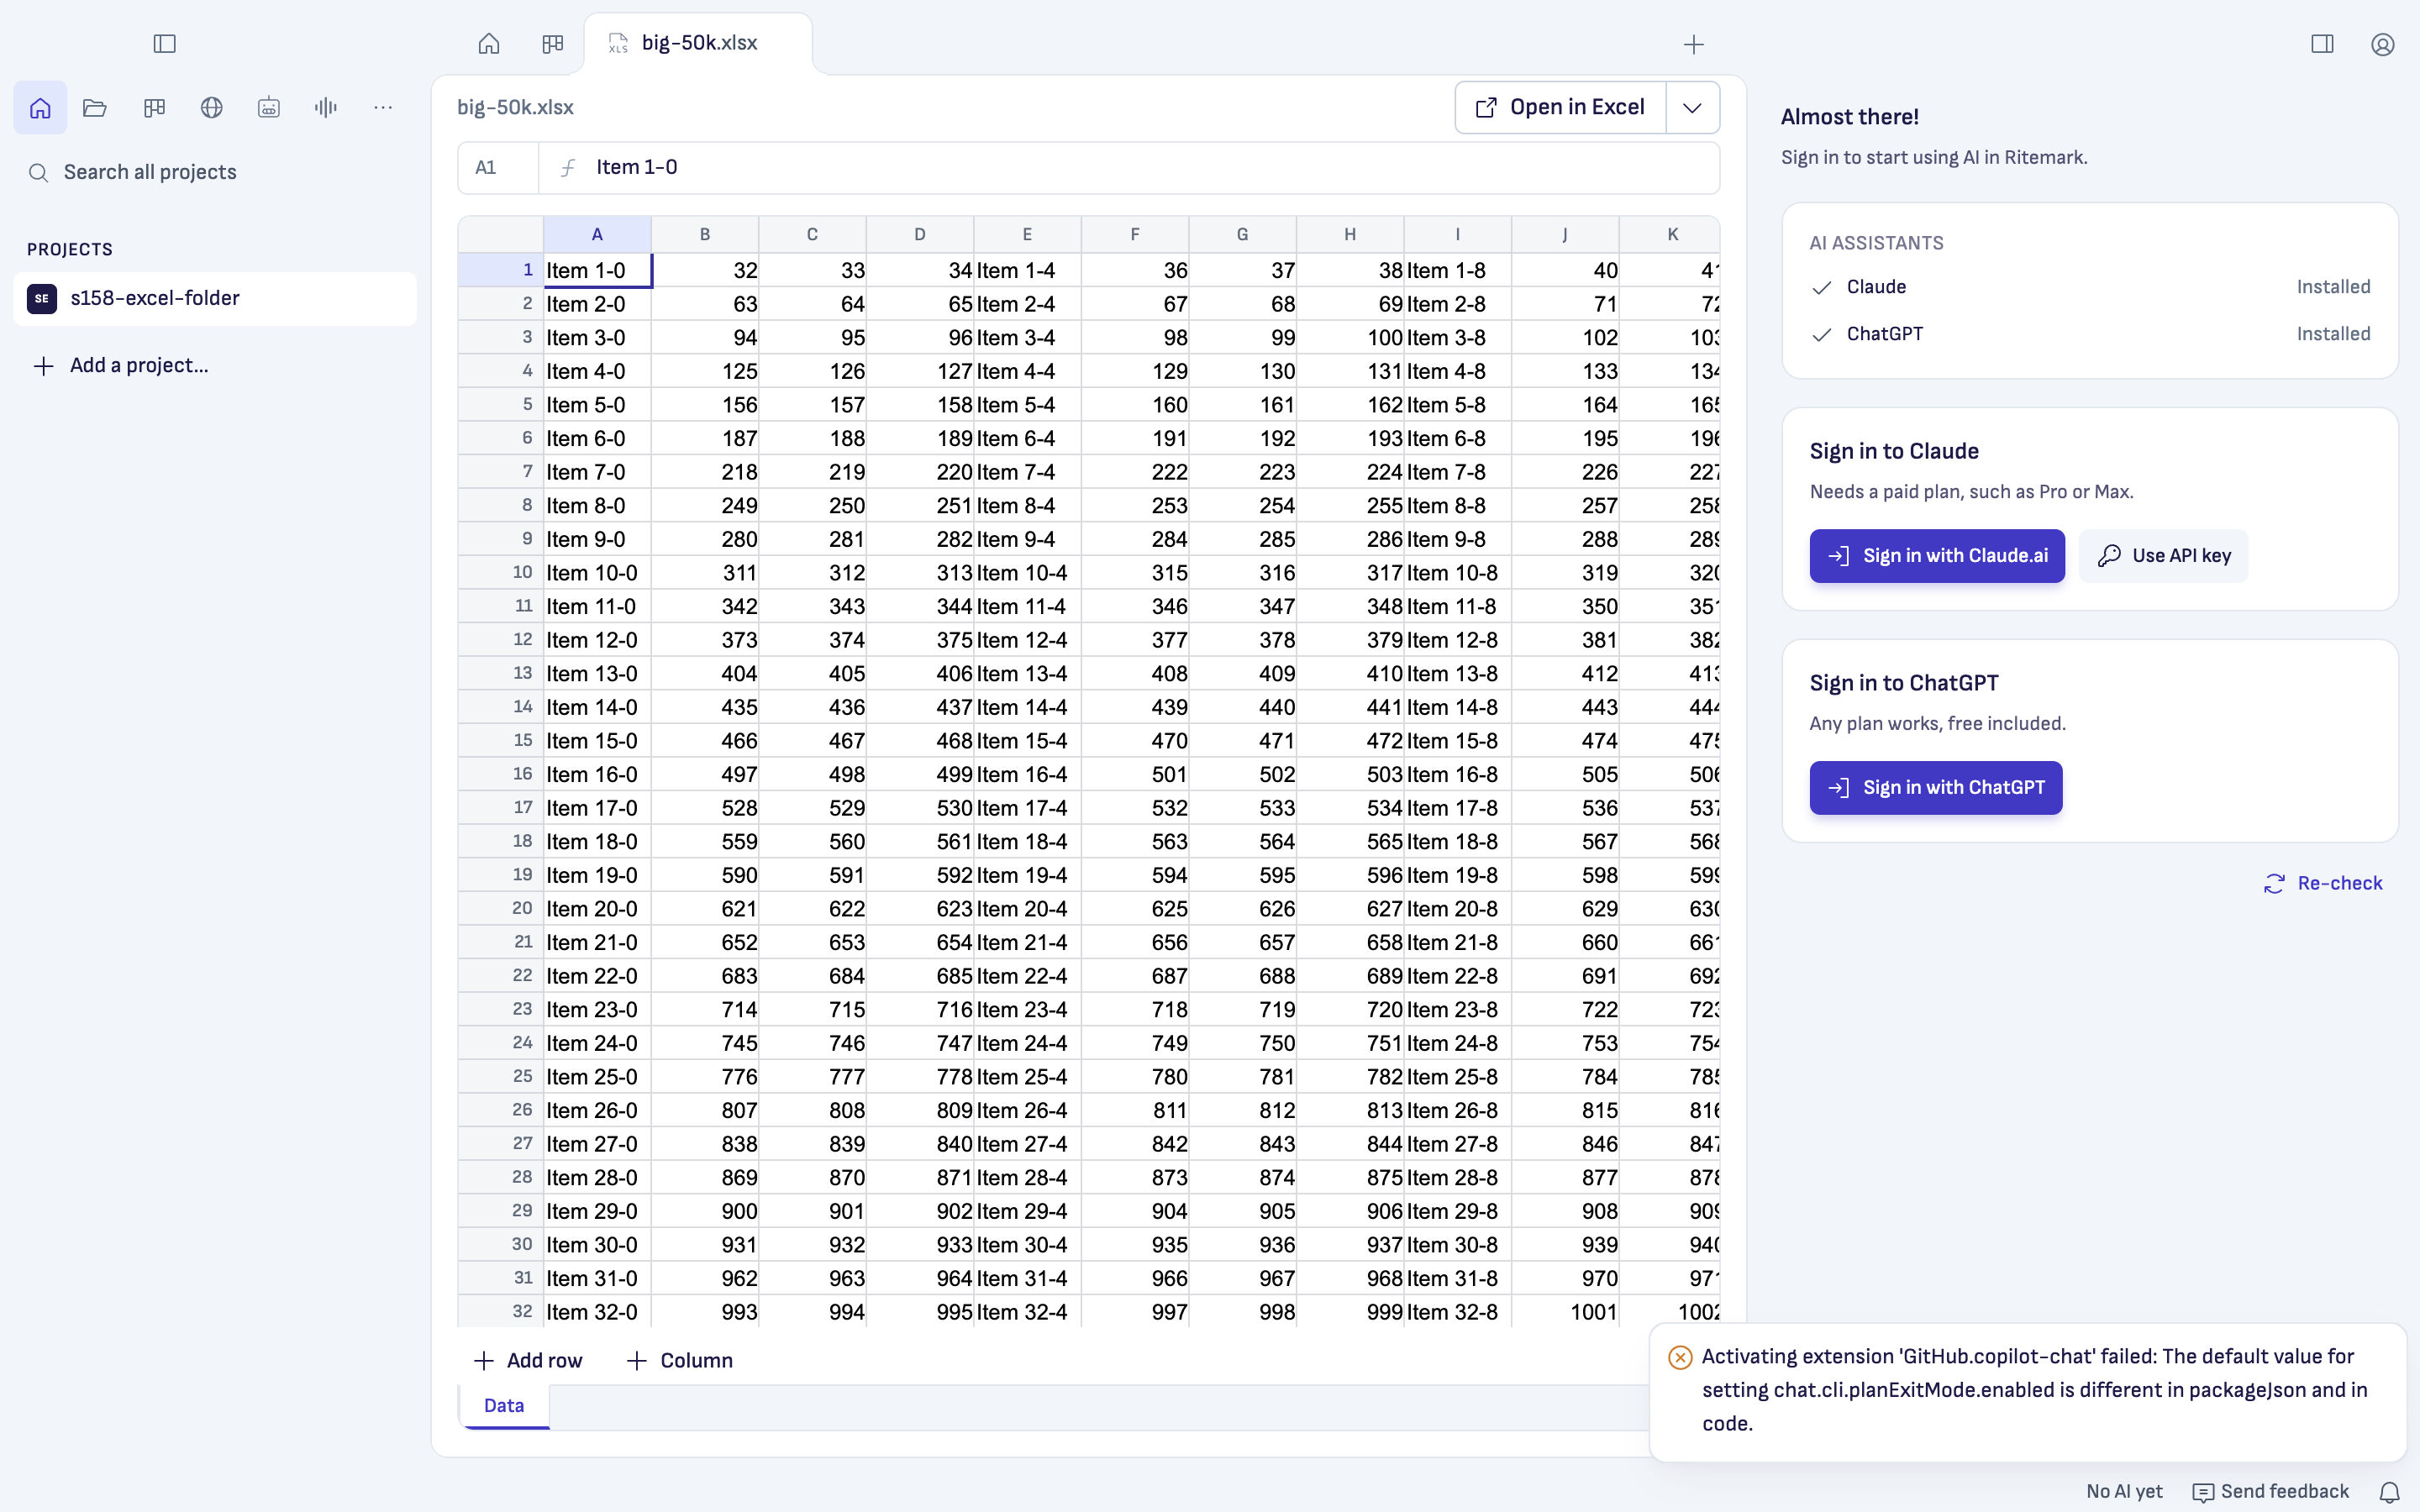 big-50k.xlsx
Search all projects
PROJECTS
SE s158-excel-folder
Add a project...
big-50k.xlsx
Open in Excel
A1 Item 1-0
A B C D E F G H I J K
1 Item 1-0 32 33 34 Item 1-4 36 37 38 Item 1-8 40
2 Item 2-0 63 64 65 Item 2-4 67 68 69 Item 2-8 71
3 Item 3-0 94 95 96 Item 3-4 98 99 100 Item 3-8 102
4 Item 4-0 125 126 127 Item 4-4 129 130 131 Item 4-8 133
5 Item 5-0 156 157 158 Item 5-4 160 161 162 Item 5-8 164
6 Item 6-0 187 188 189 Item 6-4 191 192 193 Item 6-8 195
7 Item 7-0 218 219 220 Item 7-4 222 223 224 Item 7-8 226
8 Item 8-0 249 250 251 Item 8-4 253 254 255 Item 8-8 257
9 Item 9-0 280 281 282 Item 9-4 284 285 286 Item 9-8 288
10 Item 10-0 311 312 313 Item 10-4 315 316 317 Item 10-8 319
11 Item 11-0 342 343 344 Item 11-4 346 347 348 Item 11-8 350
12 Item 12-0 373 374 375 Item 12-4 377 378 379 Item 12-8 381
13 Item 13-0 404 405 406 Item 13-4 408 409 410 Item 13-8 412
14 Item 14-0 435 436 437 Item 14-4 439 440 441 Item 14-8 443
15 Item 15-0 466 467 468 Item 15-4 470 471 472 Item 15-8 474
16 Item 16-0 497 498 499 Item 16-4 501 502 503 Item 16-8 505
17 Item 17-0 528 529 530 Item 17-4 532 533 534 Item 17-8 536
18 Item 18-0 559 560 561 Item 18-4 563 564 565 Item 18-8 567
19 Item 19-0 590 591 592 Item 19-4 594 595 596 Item 19-8 598
20 Item 20-0 621 622 623 Item 20-4 625 626 627 Item 20-8 629
21 Item 21-0 652 653 654 Item 21-4 656 657 658 Item 21-8 660
22 Item 22-0 683 684 685 Item 22-4 687 688 689 Item 22-8 691
23 Item 23-0 714 715 716 Item 23-4 718 719 720 Item 23-8 722
24 Item 24-0 745 746 747 Item 24-4 749 750 751 Item 24-8 753
25 Item 25-0 776 777 778 Item 25-4 780 781 782 Item 25-8 784
26 Item 26-0 807 808 809 Item 26-4 811 812 813 Item 26-8 815
27 Item 27-0 838 839 840 Item 27-4 842 843 844 Item 27-8 846
28 Item 28-0 869 870 871 Item 28-4 873 874 875 Item 28-8 877
29 Item 29-0 900 901 902 Item 29-4 904 905 906 Item 29-8 908
30 Item 30-0 931 932 933 Item 30-4 935 936 937 Item 30-8 939
31 Item 31-0 962 963 964 Item 31-4 966 967 968 Item 31-8 970
32 Item 32-0 993 994 995 Item 32-4 997 998 999 Item 32-8 1001
Add row Column
Data
Almost there!
Sign in to start using AI in Ritemark.
AI ASSISTANTS
Claude Installed
ChatGPT Installed
Sign in to Claude
Needs a paid plan, such as Pro or Max.
Sign in with Claude.ai Use API key
Sign in to ChatGPT
Any plan works, free included.
Sign in with ChatGPT
Re-check
Activating extension 'GitHub.copilot-chat' failed: The default value for
setting chat.cli.planExitMode.enabled is different in packageJson and in
code.
No AI yet Send feedback